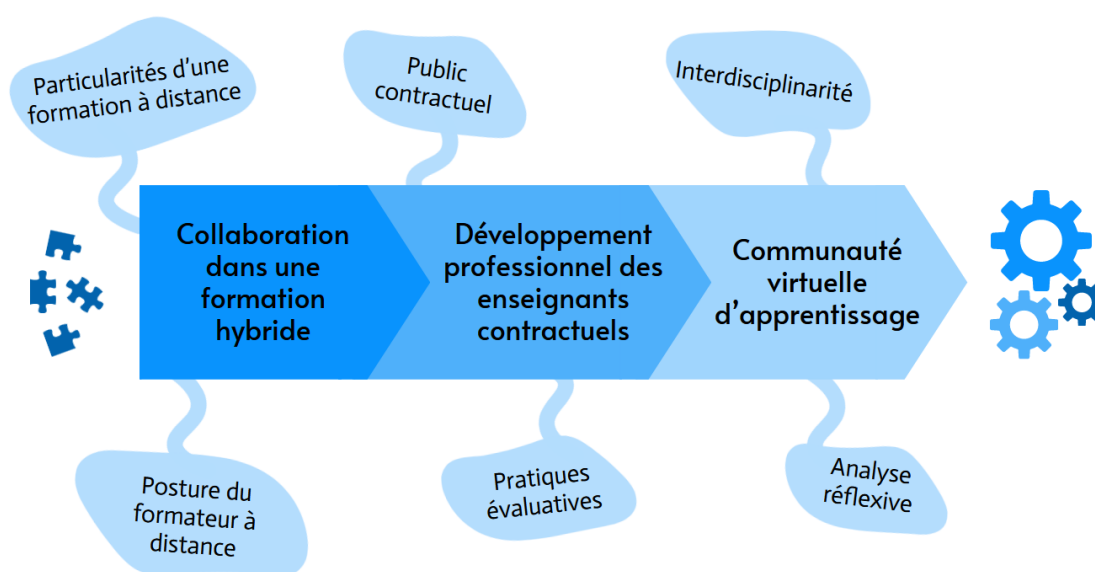 Particularités d'une
formation à distance
Public
contractuel
Interdisciplinarité
Collaboration
dans une
formation
hybride
Développement
professionnel des
enseignants
contractuels
Communauté
virtuelle
d'apprentissage
Posture du
formateur à
distance
Pratiques
évaluatives
Analyse
réflexive